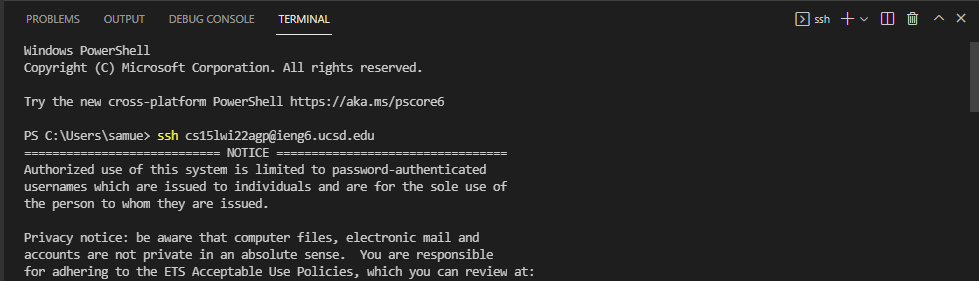 PROBLEMS OUTPUT DEBUG CONSOLE TERMINAL ssh
Windows PowerShell
Copyright (C) Microsoft Corporation. All rights reserved.
Try the new cross-platform PowerShell https://aka.ms/pscore6
PS C:\Users\samue> ssh cs15lwi22agp@ieng6.ucsd.edu
============================ NOTICE =================================
Authorized use of this system is limited to password-authenticated
usernames which are issued to individuals and are for the sole use of
the person to whom they are issued.
Privacy notice: be aware that computer files, electronic mail and
accounts are not private in an absolute sense.  You are responsible
for adhering to the ETS Acceptable Use Policies, which you can review at: